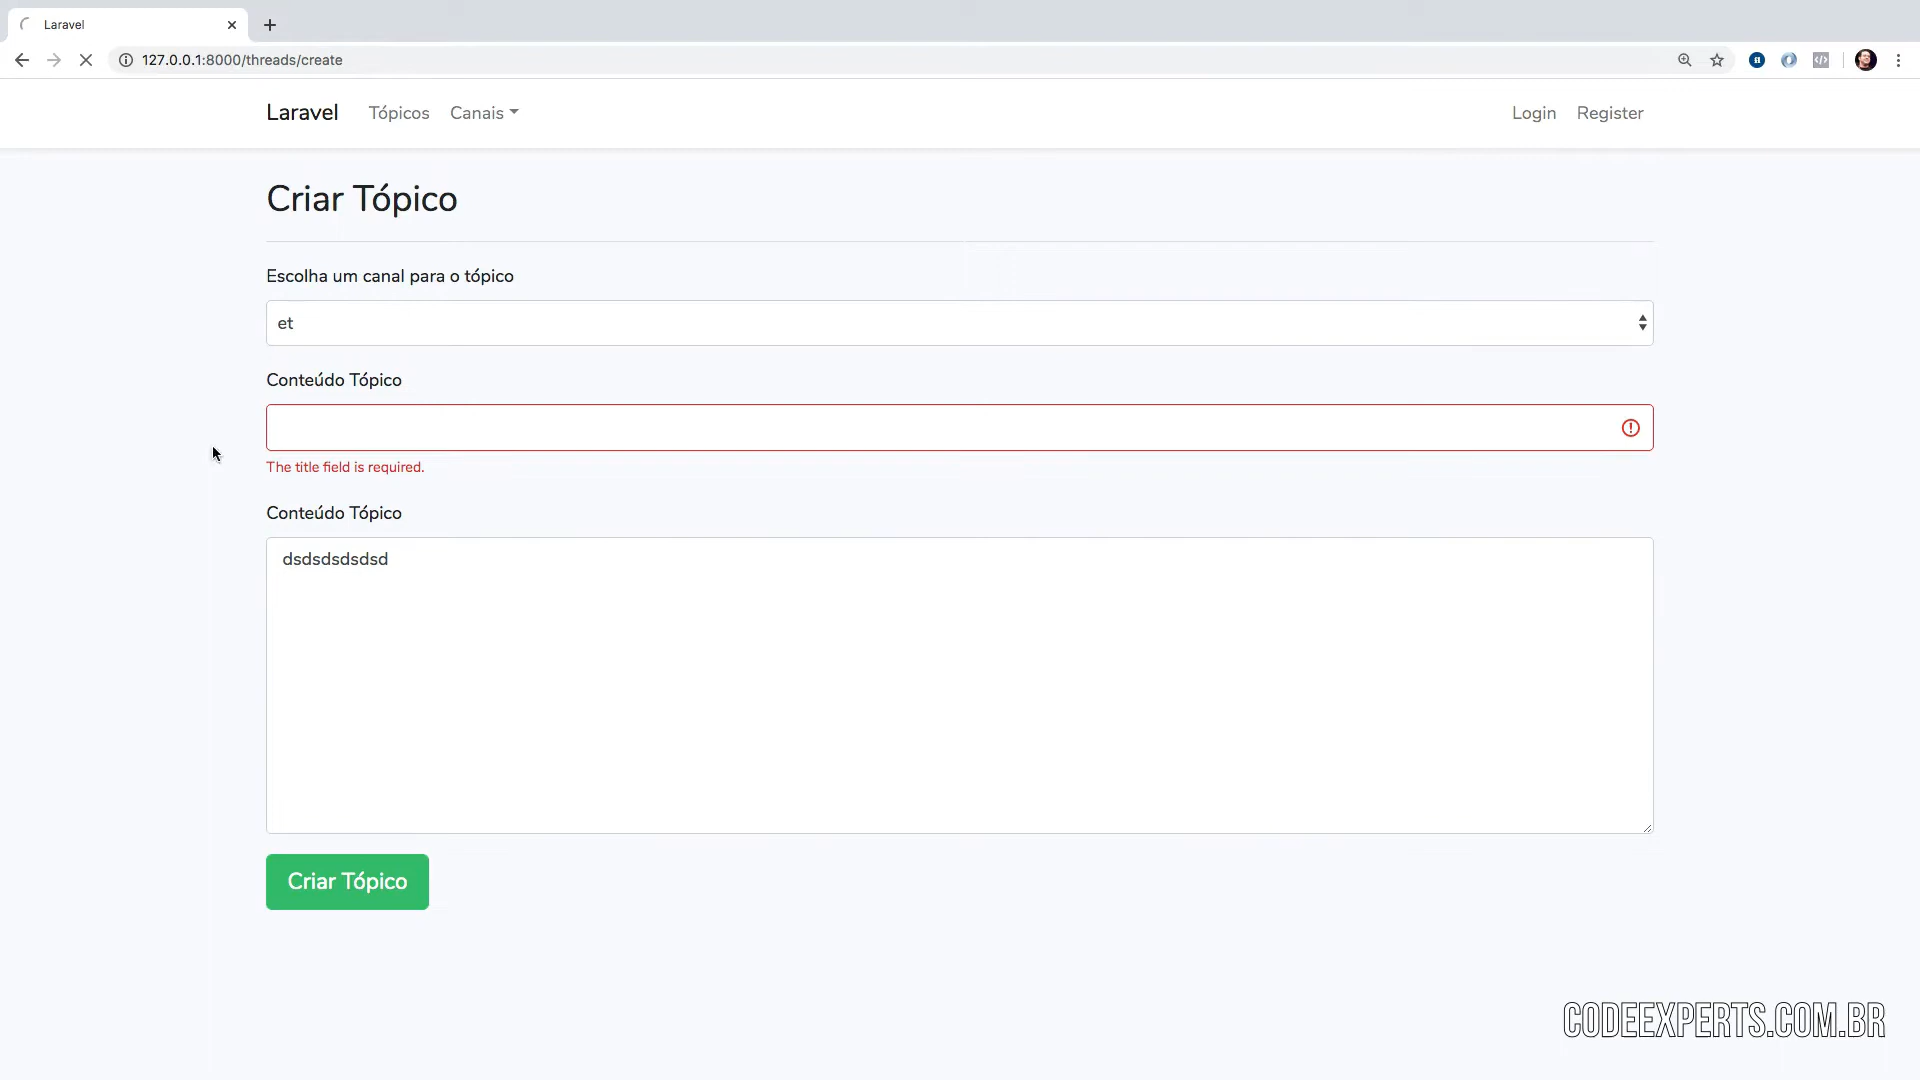 Laravel
127.0.0.1:8000/threads/create
Laravel
Tópicos
Canais
Login
Register
Criar Tópico
Escolha um canal para o tópico
et
Conteúdo Tópico
The title field is required.
Conteúdo Tópico
dsdsdsdsdsd
Criar Tópico
CODEEXPERTS.COM.BR